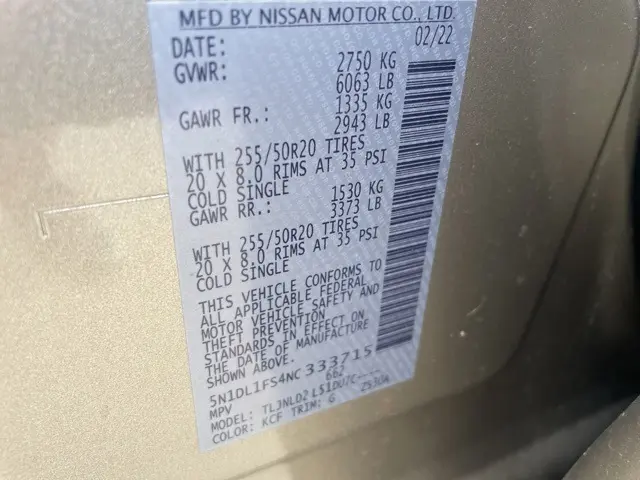 MFD BY NISSAN MOTOR CO., LTD.
DATE: 02/22
GVWR: 2750 KG
6063 LB
GAWR FR.: 1335 KG
2943 LB
WITH 255/50R20 TIRES
20 X 8.0 RIMS AT 35 PSI
COLD SINGLE
GAWR RR.: 1530 KG
3373 LB
WITH 255/50R20 TIRES
20 X 8.0 RIMS AT 35 PSI
COLD SINGLE
THIS VEHICLE CONFORMS TO
ALL APPLICABLE FEDERAL
MOTOR VEHICLE SAFETY AND
THEFT PREVENTION
STANDARDS IN EFFECT ON
THE DATE OF MANUFACTURE
SHOWN ABOVE.
5N1DL1FS4NC 333715
MPV 662
MODEL: TLJNLD2
COLOR: KCF TRIM: G